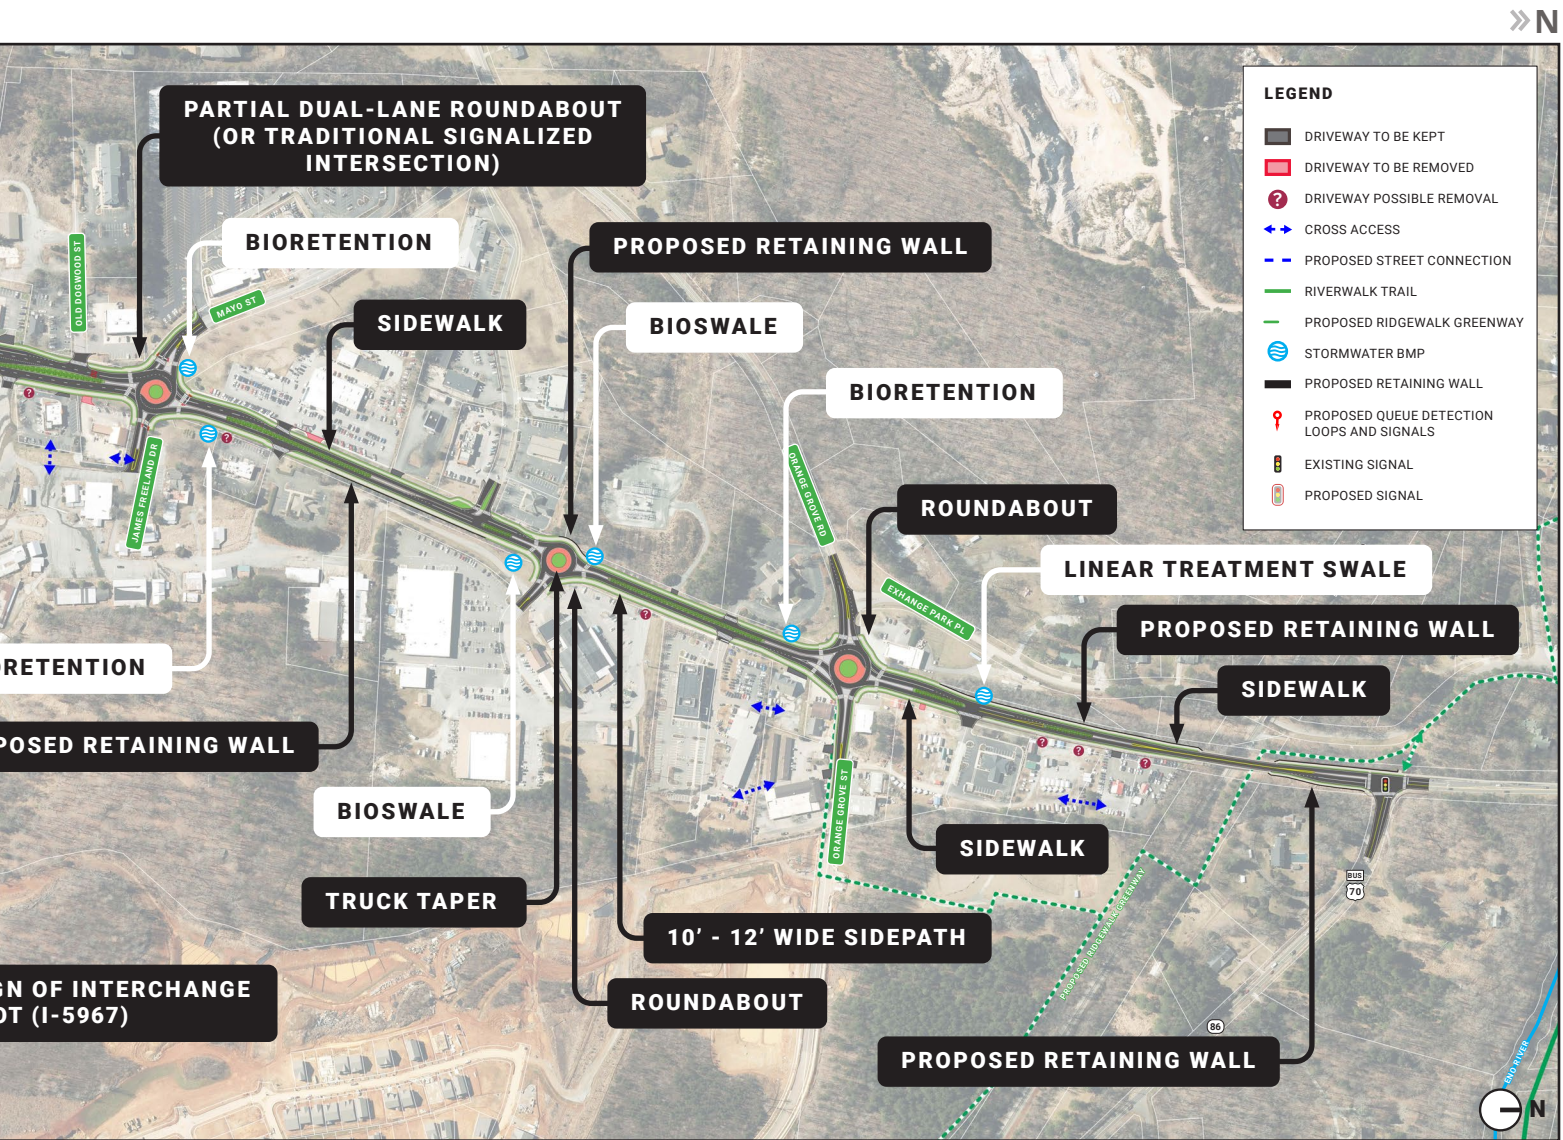 N
PARTIAL DUAL-LANE ROUNDABOUT
(OR TRADITIONAL SIGNALIZED
INTERSECTION)
LEGEND
DRIVEWAY TO BE KEPT
DRIVEWAY TO BE REMOVED
?
DRIVEWAY POSSIBLE REMOVAL
CROSS ACCESS
PROPOSED STREET CONNECTION
RIVERWALK TRAIL
PROPOSED RIDGEWALK GREENWAY
STORMWATER BMP
PROPOSED RETAINING WALL
PROPOSED QUEUE DETECTION
LOOPS AND SIGNALS
EXISTING SIGNAL
PROPOSED SIGNAL
BIORETENTION
PROPOSED RETAINING WALL
OLD DOGWOOD ST
MAYO ST
SIDEWALK
BIOSWALE
BIORETENTION
?
?
JAMES FREELAND DR
ORANGE GROVE RD
ROUNDABOUT
LINEAR TREATMENT SWALE
EXHANGE PARK PL
?
PROPOSED RETAINING WALL
RETENTION
SIDEWALK
POSED RETAINING WALL
?
?
?
BIOSWALE
ORANGE GROVE ST
SIDEWALK
TRUCK TAPER
BUS
70
10’ - 12’ WIDE SIDEPATH
PROPOSED RIDGEWALK GREENWAY
GN OF INTERCHANGE
OT (I-5967)
ROUNDABOUT
86
PROPOSED RETAINING WALL
ENO RIVER
N